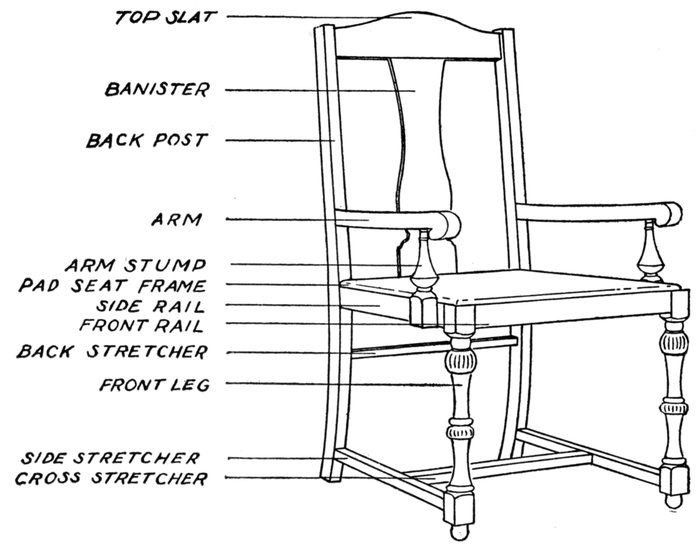 TOP SLAT
BANISTER
BACK POST
ARM
ARM STUMP
PAD SEAT FRAME
SIDE RAIL
FRONT RAIL
BACK STRETCHER
FRONT LEG
SIDE STRETCHER
CROSS STRETCHER